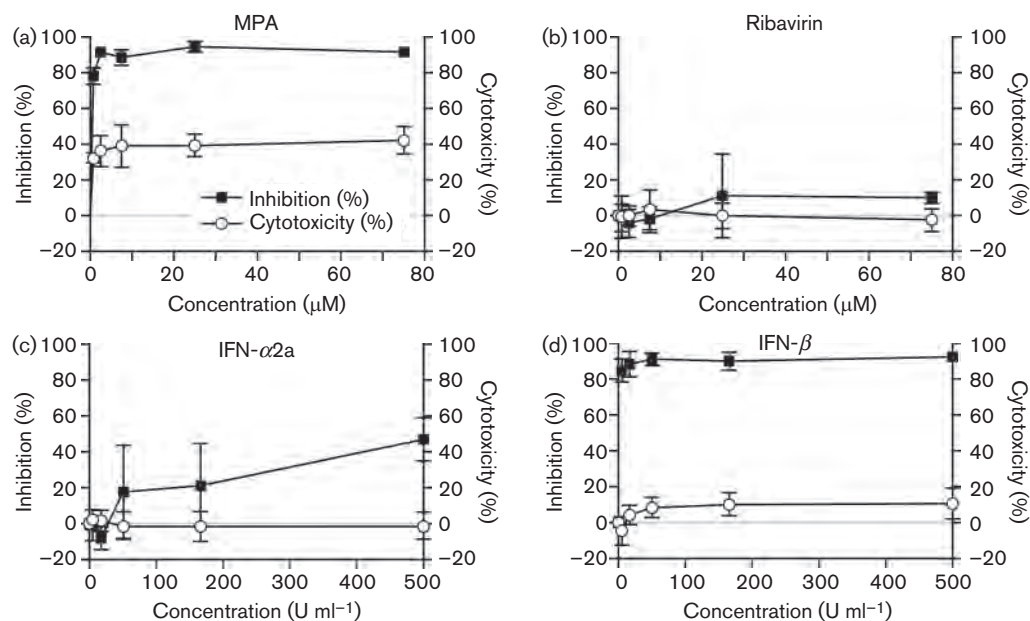 (a)
MPA
100
80
60
40
20
0
−20
Inhibition (%)
100
80
60
40
20
0
−20
Cytotoxicity (%)
Inhibition (%)
Cytotoxicity (%)
0 20 40 60 80
Concentration (μM)
(b)
Ribavirin
100
80
60
40
20
0
−20
Inhibition (%)
100
80
60
40
20
0
−20
Cytotoxicity (%)
0 20 40 60 80
Concentration (μM)
(c)
IFN-α2a
100
80
60
40
20
0
−20
Inhibition (%)
100
80
60
40
20
0
−20
Cytotoxicity (%)
0 100 200 300 400 500
Concentration (U ml⁻¹)
(d)
IFN-β
100
80
60
40
20
0
−20
Inhibition (%)
100
80
60
40
20
0
−20
Cytotoxicity (%)
0 100 200 300 400 500
Concentration (U ml⁻¹)